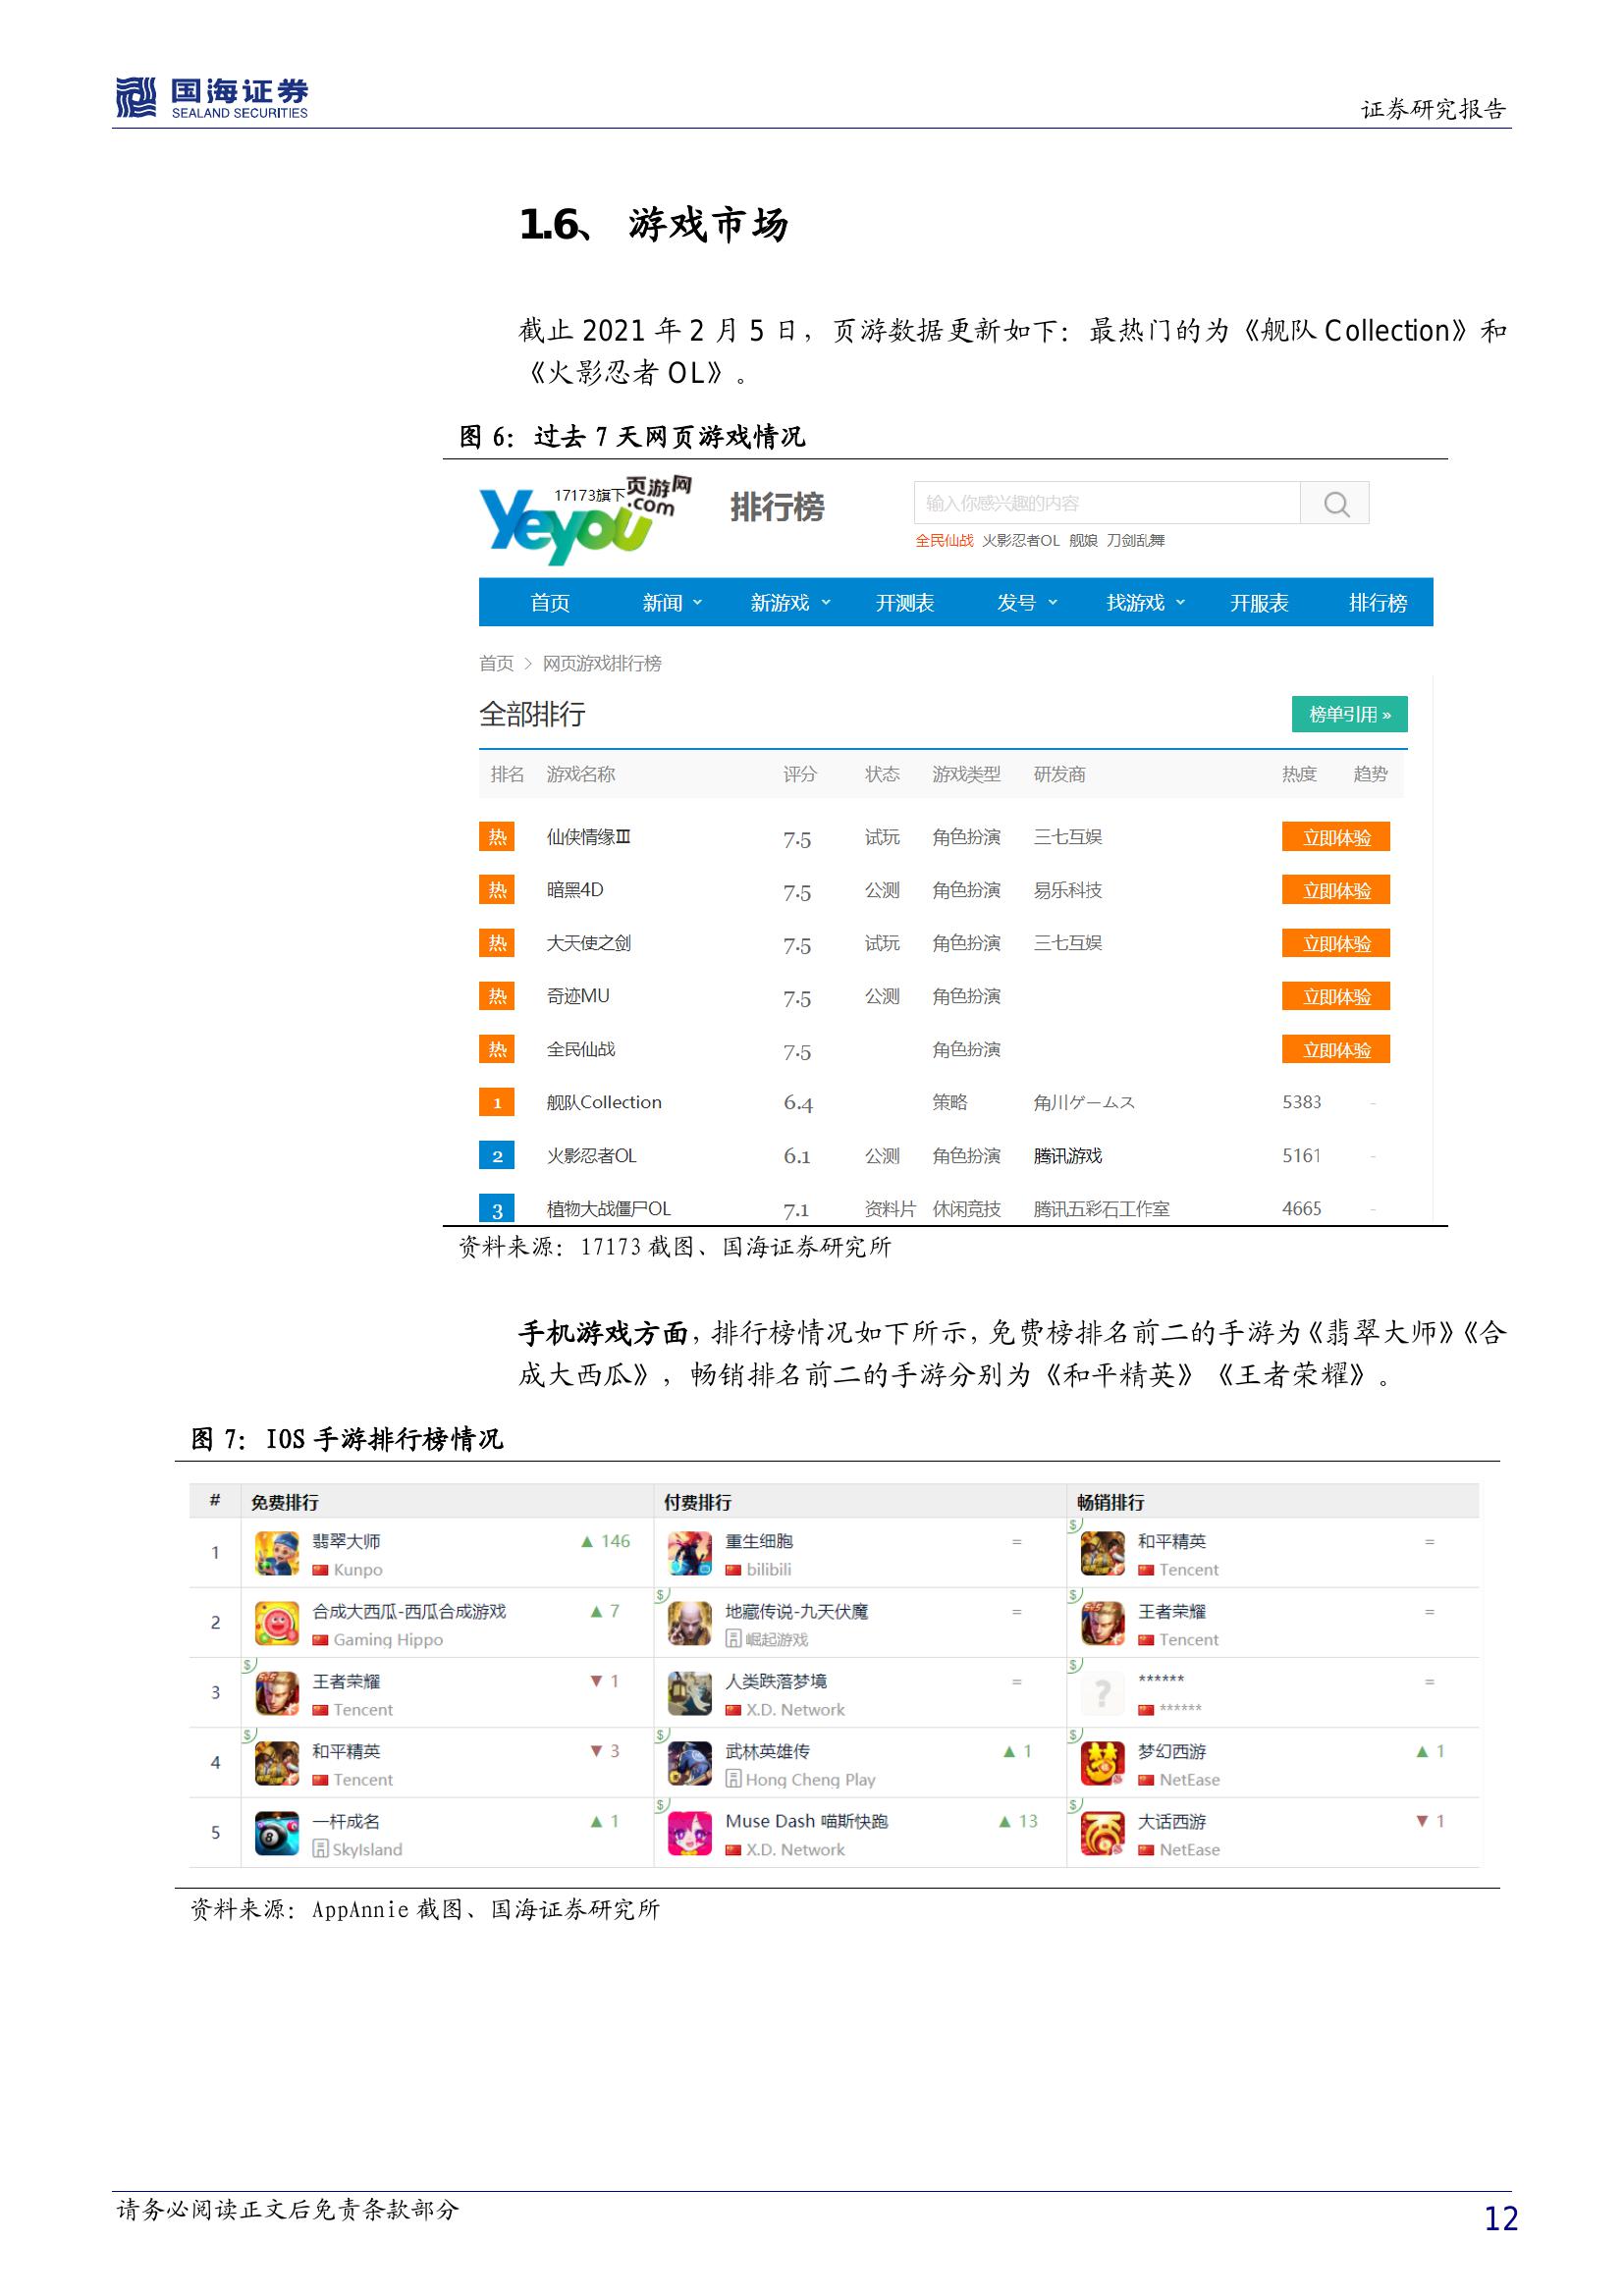 国海证券
SEALAND SECURITIES
证券研究报告
1.6、 游戏市场
截止 2021 年 2 月 5 日，页游数据更新如下：最热门的为《舰队 Collection》和
《火影忍者 OL》。
图 6：过去 7 天网页游戏情况
Yeyou 17173旗下 页游网 .com 排行榜 输入你感兴趣的内容
全民仙战 火影忍者OL 舰娘 刀剑乱舞
首页 新闻 新游戏 开测表 发号 找游戏 开服表 排行榜
首页 > 网页游戏排行榜
全部排行 榜单引用 »
排名 游戏名称 评分 状态 游戏类型 研发商 热度 趋势
热 仙侠情缘Ⅲ 7.5 试玩 角色扮演 三七互娱 立即体验
热 暗黑4D 7.5 公测 角色扮演 易乐科技 立即体验
热 大天使之剑 7.5 试玩 角色扮演 三七互娱 立即体验
热 奇迹MU 7.5 公测 角色扮演 立即体验
热 全民仙战 7.5 角色扮演 立即体验
1 舰队Collection 6.4 策略 角川ゲームス 5383 -
2 火影忍者OL 6.1 公测 角色扮演 腾讯游戏 5161 -
3 植物大战僵尸OL 7.1 资料片 休闲竞技 腾讯五彩石工作室 4665 -
资料来源：17173 截图、国海证券研究所
手机游戏方面，排行榜情况如下所示，免费榜排名前二的手游为《翡翠大师》《合
成大西瓜》，畅销排名前二的手游分别为《和平精英》《王者荣耀》。
图 7：IOS 手游排行榜情况
# 免费排行 付费排行 畅销排行
1 翡翠大师 ▲ 146 重生细胞 = $ 和平精英 =
Kunpo bilibili Tencent
2 合成大西瓜-西瓜合成游戏 ▲ 7 $ 地藏传说-九天伏魔 = $ 王者荣耀 =
Gaming Hippo 崛起游戏 Tencent
3 $ 王者荣耀 ▼ 1 人类跌落梦境 = $ ? ****** =
Tencent X.D. Network ******
4 $ 和平精英 ▼ 3 $ 武林英雄传 ▲ 1 $ 梦幻西游 ▲ 1
Tencent Hong Cheng Play NetEase
5 一杆成名 ▲ 1 $ Muse Dash 喵斯快跑 ▲ 13 $ 大话西游 ▼ 1
SkyIsland X.D. Network NetEase
资料来源：AppAnnie 截图、国海证券研究所
请务必阅读正文后免责条款部分
12